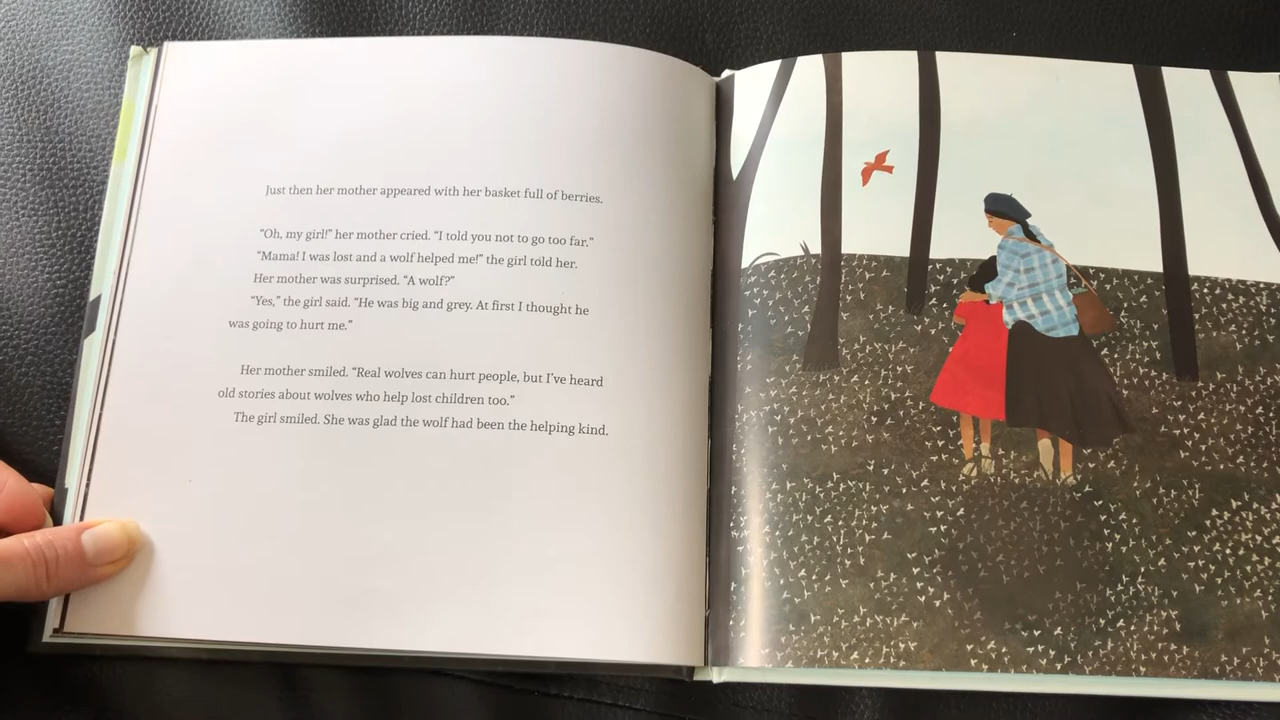 Just then her mother appeared with her basket full of berries.
“Oh, my girl!” her mother cried. “I told you not to go too far.”
“Mama! I was lost and a wolf helped me!” the girl told her.
Her mother was surprised. “A wolf?”
“Yes,” the girl said. “He was big and grey. At first I thought he
was going to hurt me.”
Her mother smiled. “Real wolves can hurt people, but I’ve heard
old stories about wolves who help lost children too.”
The girl smiled. She was glad the wolf had been the helping kind.